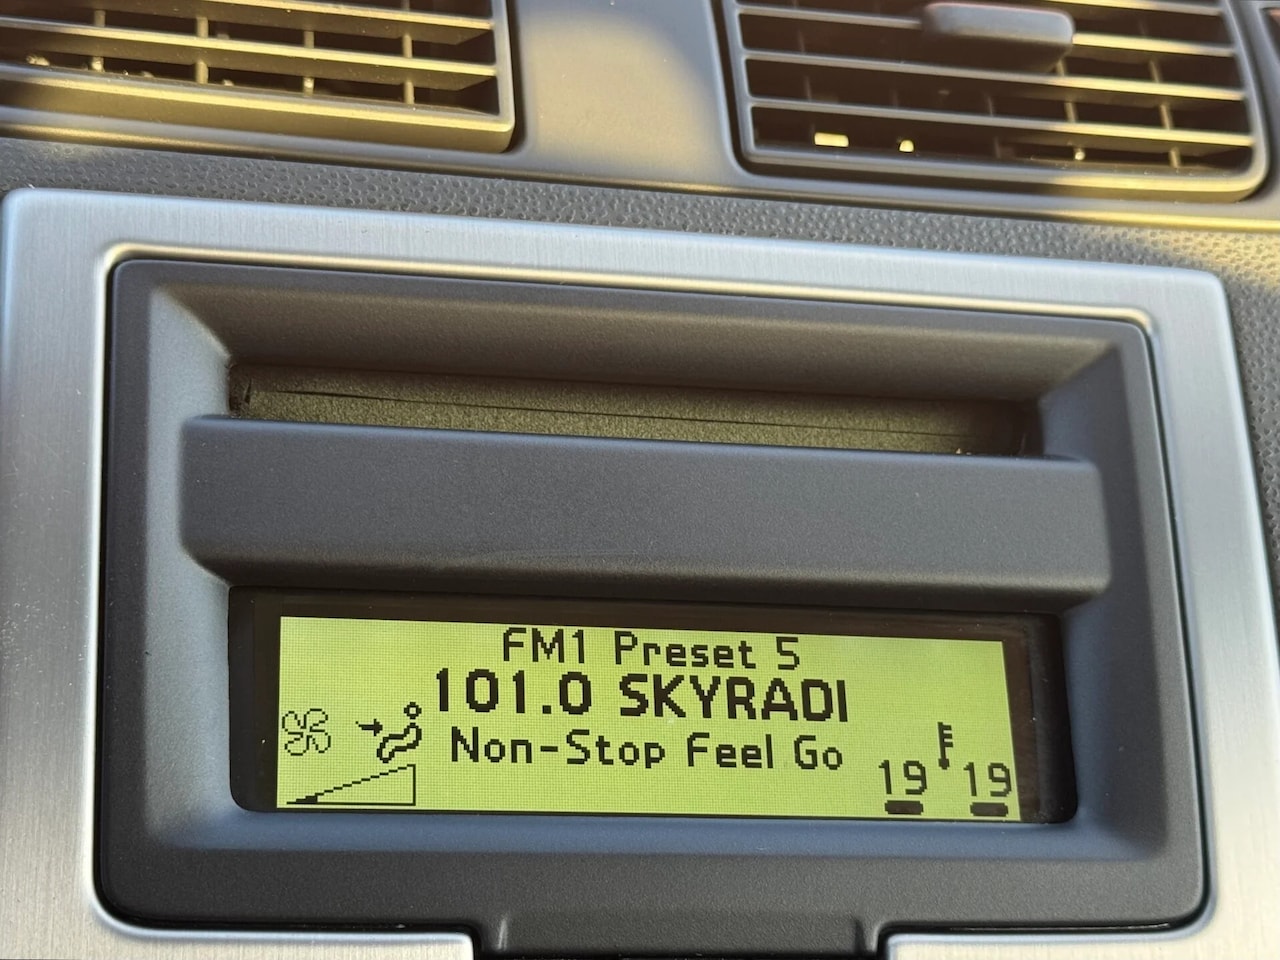 FM1 Preset 5
101.0 SKYRADI
Non-Stop Feel Go
19 19